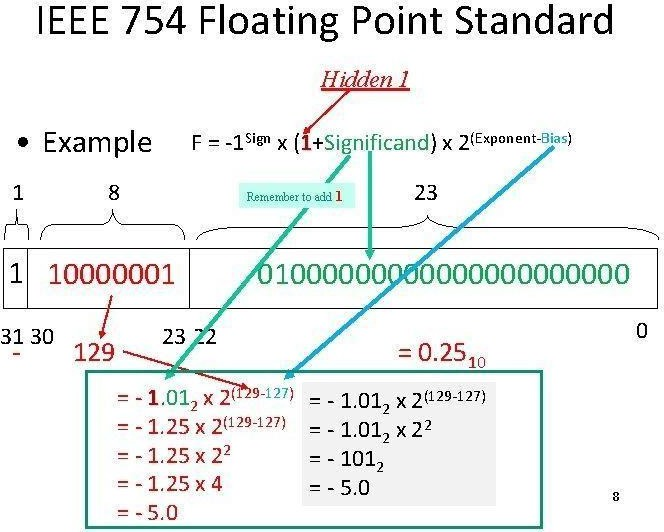 IEEE 754 Floating Point Standard
Hidden 1
• Example F = -1^Sign x (1+Significand) x 2^(Exponent-Bias)
1 8 Remember to add 1 23
1 10000001 01000000000000000000000
31 30 23 22 0
- 129 = 0.25₁₀
= - 1.01₂ x 2^(129-127)
= - 1.25 x 2^(129-127)
= - 1.25 x 2²
= - 1.25 x 4
= - 5.0
= - 1.01₂ x 2^(129-127)
= - 1.01₂ x 2²
= - 101₂
= - 5.0
8